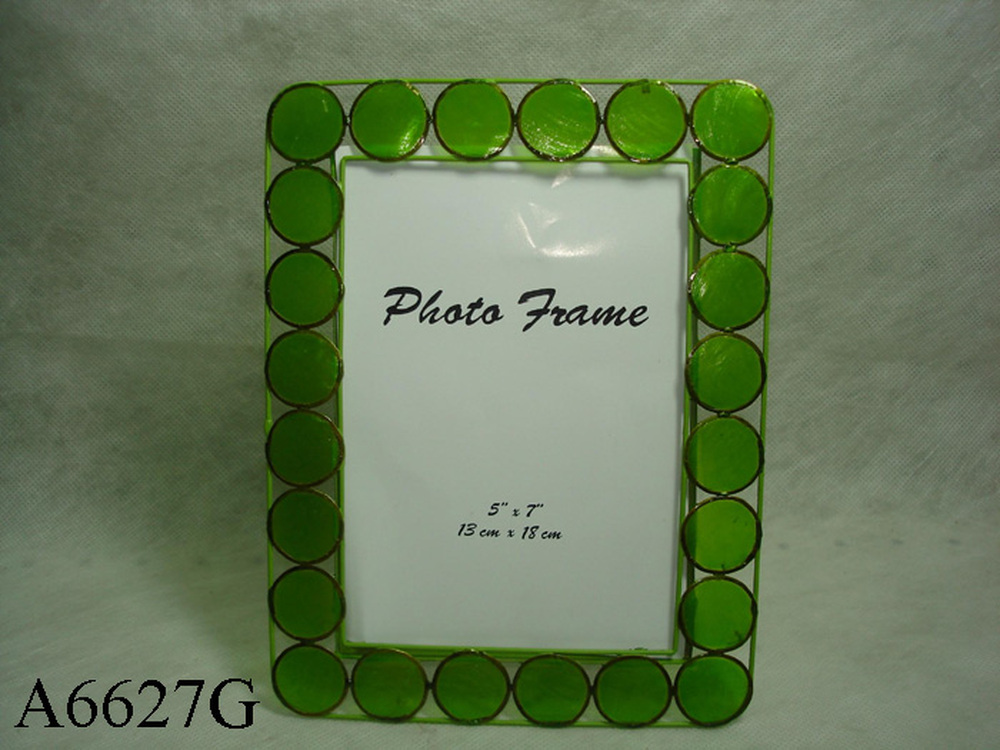 Photo Frame
5" x 7"
13 cm x 18 cm
A6627G